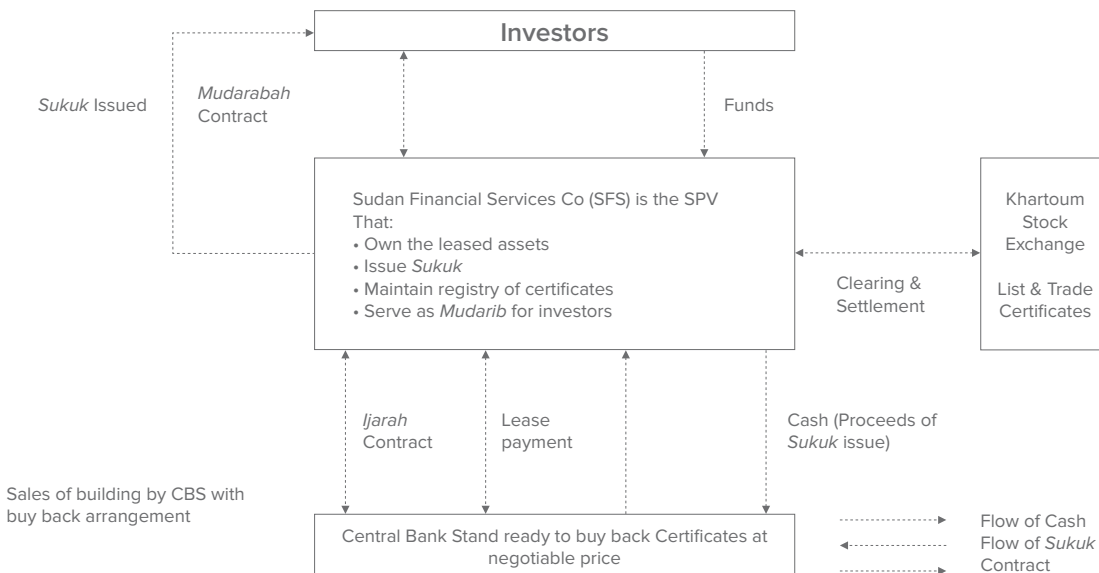 Investors
Sukuk Issued
Mudarabah
Contract
Funds
Sudan Financial Services Co (SFS) is the SPV
That:
• Own the leased assets
• Issue Sukuk
• Maintain registry of certificates
• Serve as Mudarib for investors
Clearing &
Settlement
Khartoum
Stock
Exchange
List & Trade
Certificates
Ijarah
Contract
Lease
payment
Cash (Proceeds of
Sukuk issue)
Sales of building by CBS with
buy back arrangement
Central Bank Stand ready to buy back Certificates at
negotiable price
Flow of Cash
Flow of Sukuk
Contract